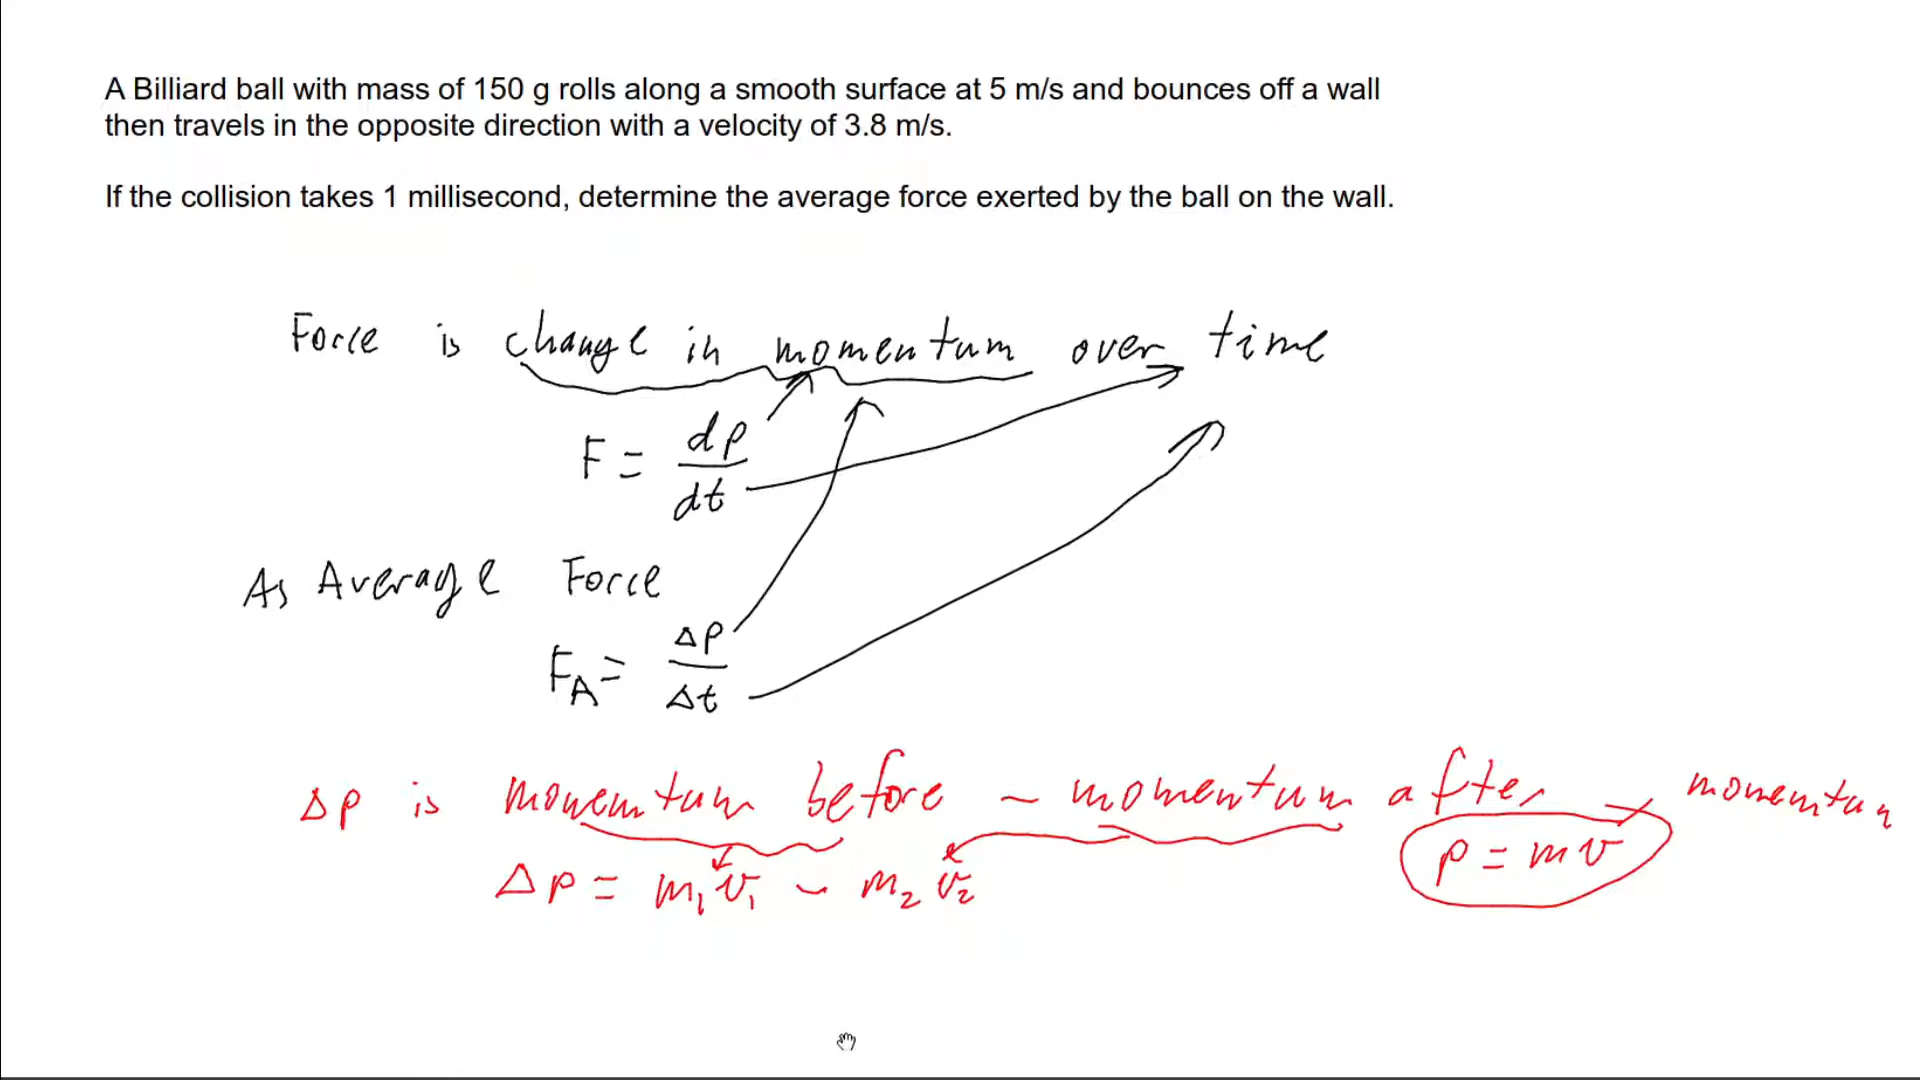 A Billiard ball with mass of 150 g rolls along a smooth surface at 5 m/s and bounces off a wall
then travels in the opposite direction with a velocity of 3.8 m/s.
If the collision takes 1 millisecond, determine the average force exerted by the ball on the wall.
Force is change in momentum over time
F = dp/dt
As Average Force
F_A = Δp/Δt
Δp is momentum before - momentum after
momentum
p = mv
Δp = m₁v₁ - m₂v₂